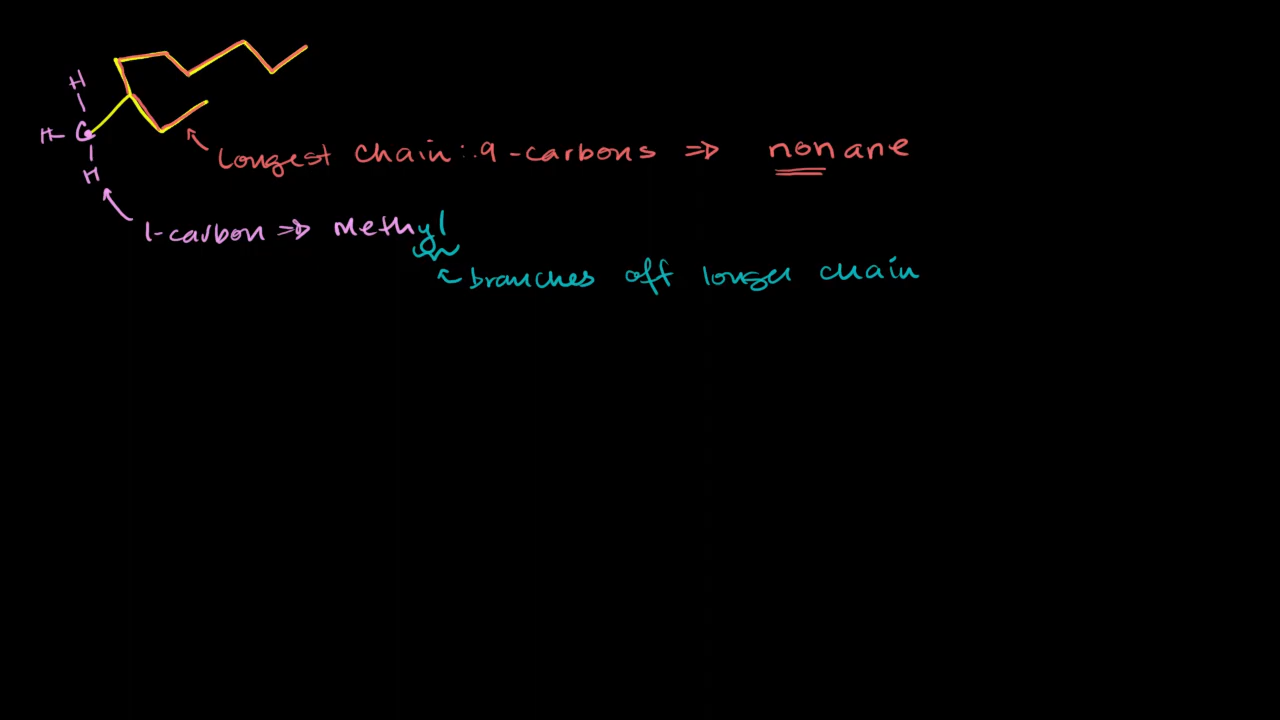 H
H- C
H
longest chain: 9-carbons ⇒ nonane
1-carbon ⇒ methyl
branches off longer chain